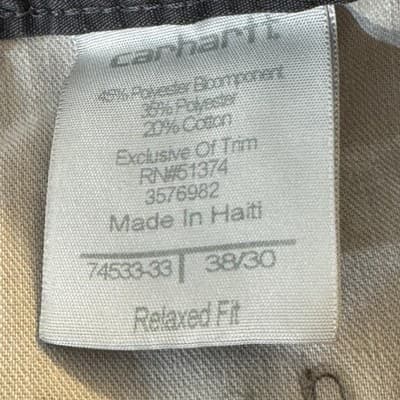 carhartt
45% Polyester Bicomponent
35% Polyester
20% Cotton
Exclusive Of Trim
RN#51374
3576982
Made In Haiti
74533-33 | 38/30
Relaxed Fit